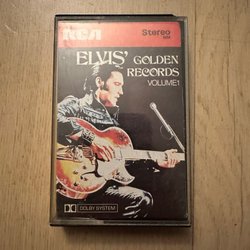 RCA
Stereo
ELVIS' GOLDEN
RECORDS
VOLUME 1
DOLBY SYSTEM